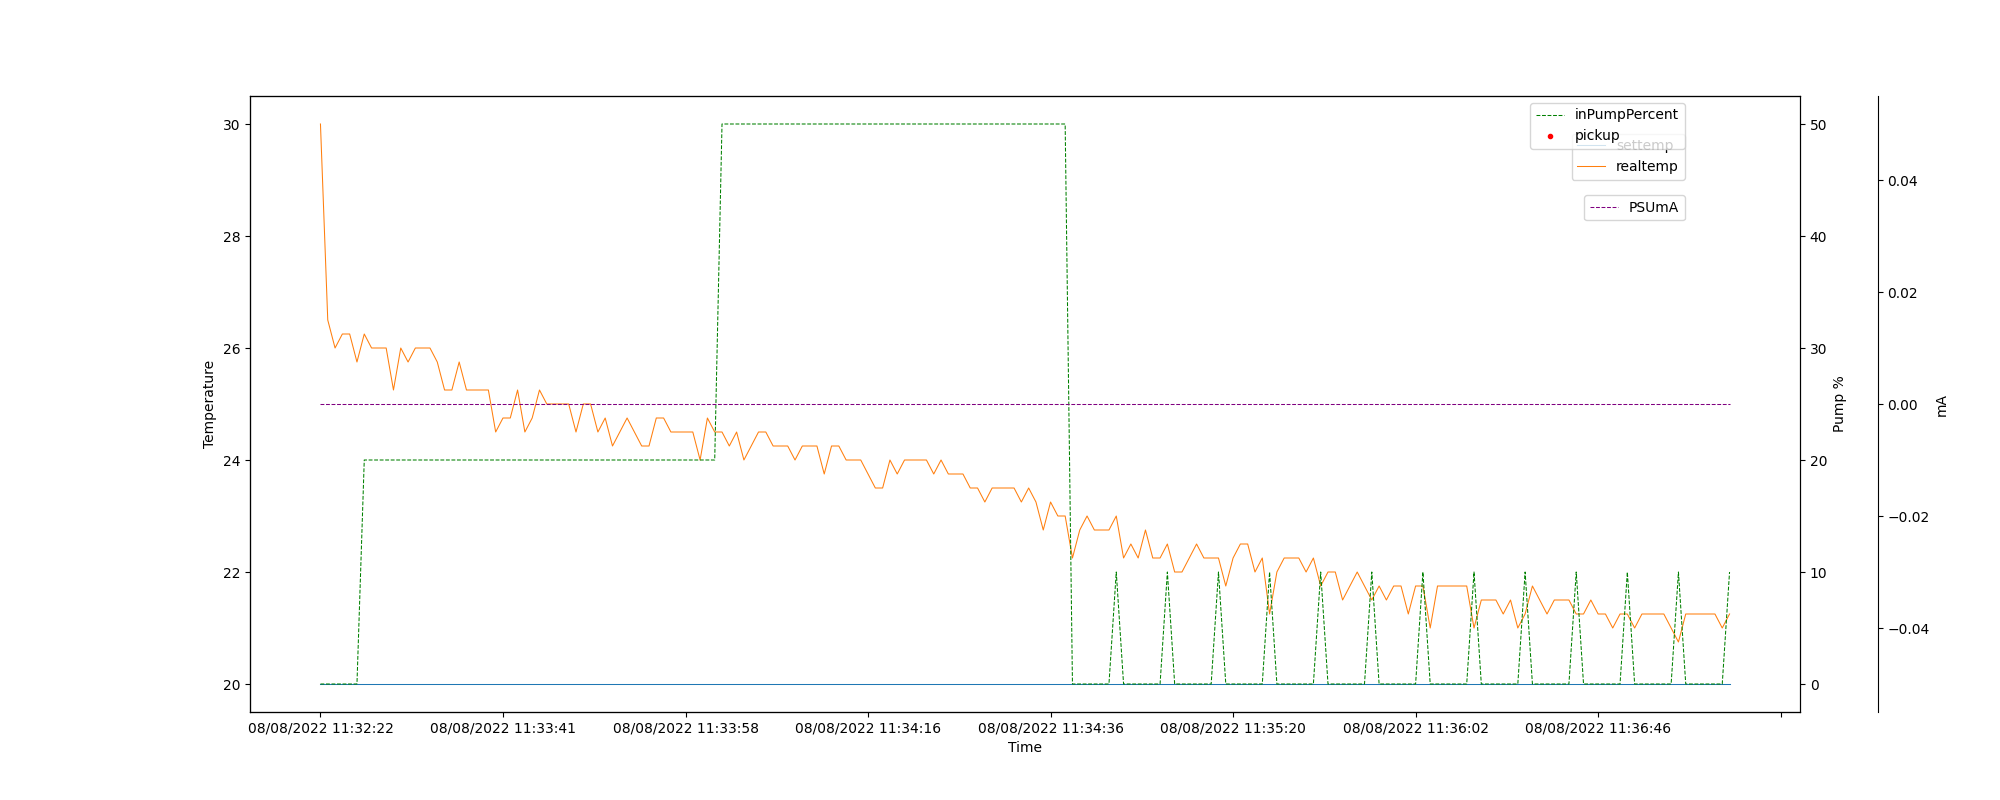 inPumpPercent
pickup
settemp
realtemp
PSUmA
30
28
26
24
22
20
Temperature
50
40
30
20
10
0
Pump %
0.04
0.02
0.00
−0.02
−0.04
mA
08/08/2022 11:32:22
08/08/2022 11:33:41
08/08/2022 11:33:58
08/08/2022 11:34:16
08/08/2022 11:34:36
08/08/2022 11:35:20
08/08/2022 11:36:02
08/08/2022 11:36:46
Time